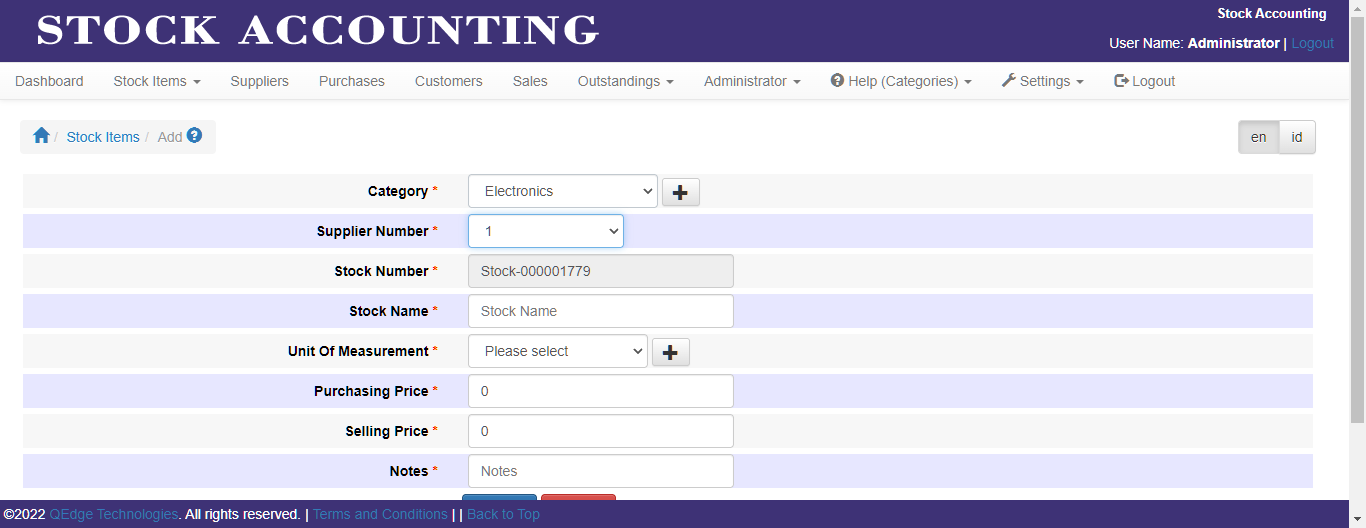 STOCK ACCOUNTING
Stock Accounting
User Name: Administrator | Logout
Dashboard Stock Items Suppliers Purchases Customers Sales Outstandings Administrator Help (Categories) Settings Logout
/ Stock Items / Add
en id
Category * Electronics
Supplier Number * 1
Stock Number * Stock-000001779
Stock Name * Stock Name
Unit Of Measurement * Please select
Purchasing Price * 0
Selling Price * 0
Notes * Notes
©2022 QEdge Technologies. All rights reserved. | Terms and Conditions | | Back to Top